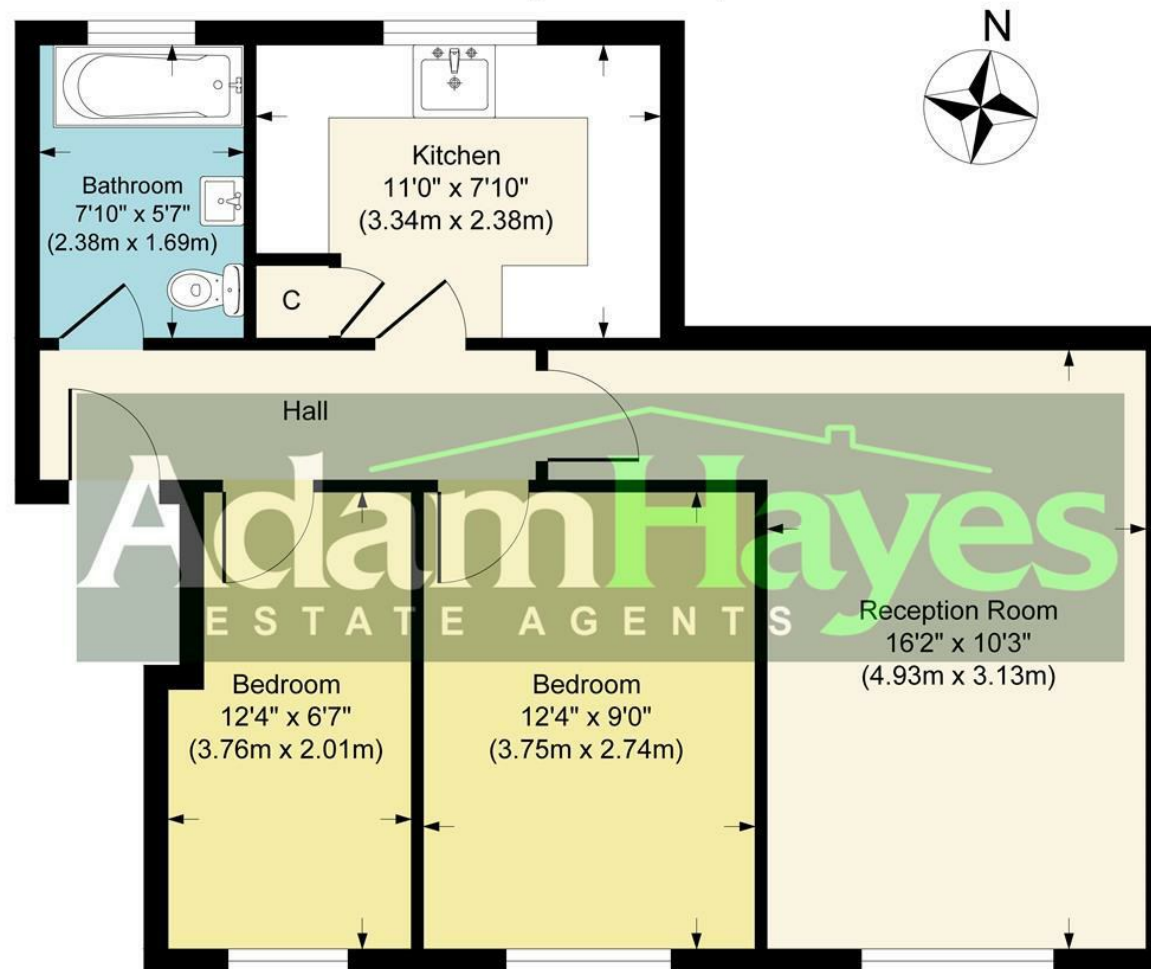 N
Kitchen
11'0" x 7'10"
(3.34m x 2.38m)
Bathroom
7'10" x 5'7"
(2.38m x 1.69m)
C
Hall
AdamHayes
ESTATE AGENTS
Reception Room
16'2" x 10'3"
(4.93m x 3.13m)
Bedroom
12'4" x 6'7"
(3.76m x 2.01m)
Bedroom
12'4" x 9'0"
(3.75m x 2.74m)